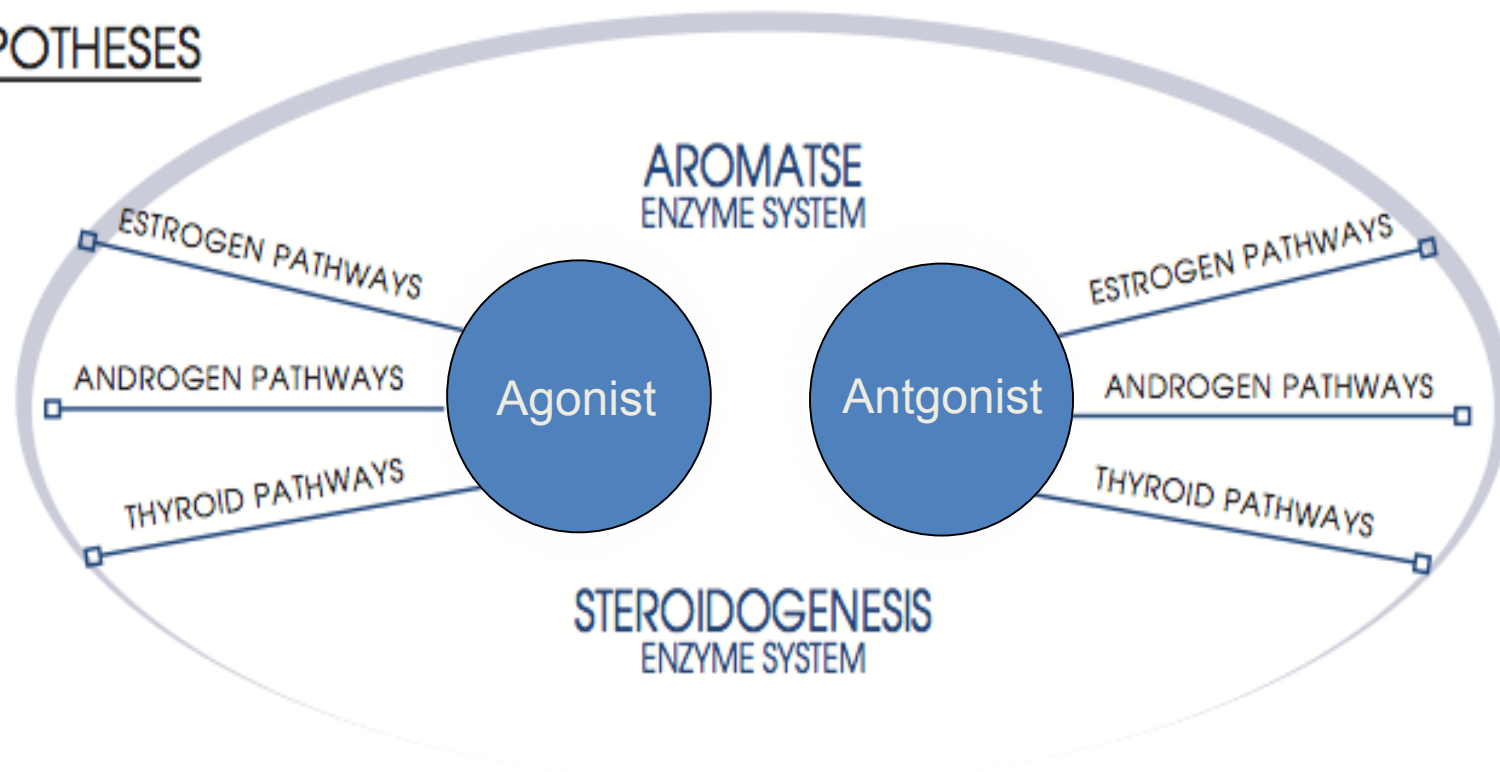 POTHESES
AROMATSE
ENZYME SYSTEM
ESTROGEN PATHWAYS
ANDROGEN PATHWAYS
THYROID PATHWAYS
Agonist
Antgonist
ESTROGEN PATHWAYS
ANDROGEN PATHWAYS
THYROID PATHWAYS
STEROIDOGENESIS
ENZYME SYSTEM